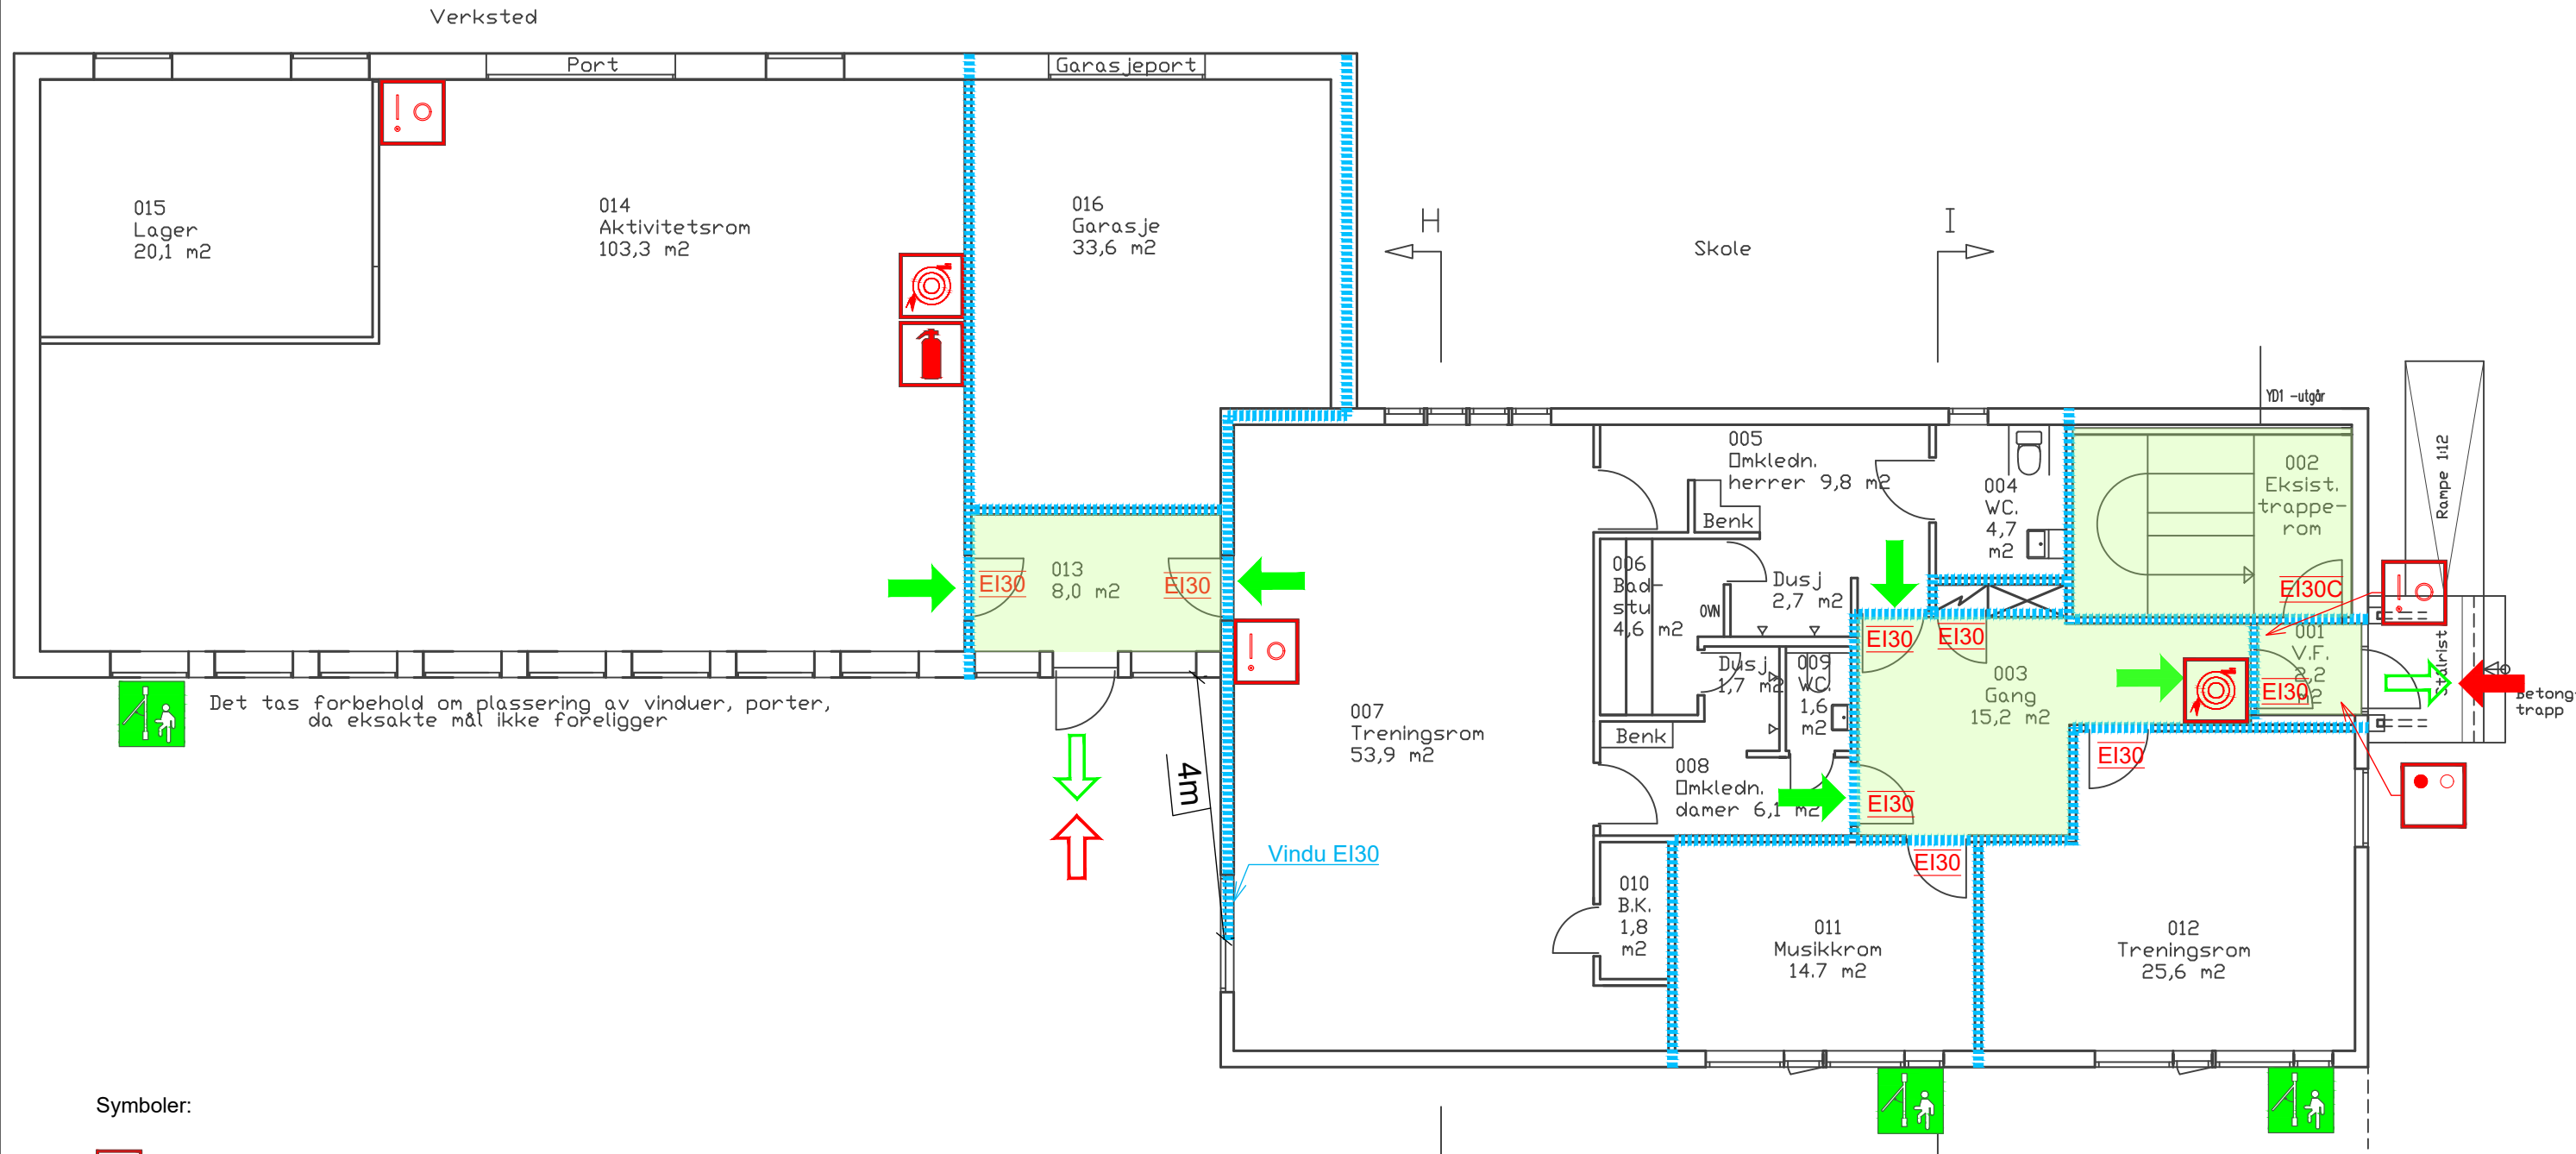 Verksted
Port
Garasjeport
015
Lager
20,1 m2
014
Aktivitetsrom
103,3 m2
016
Garasje
33,6 m2
H
I
Skole
YD1 -utgår
Rampe 1:12
005
Omkledn.
herrer 9,8 m2
Benk
004
WC.
4,7
m2
002
Eksist.
trappe-
rom
EI30C
006
Bad-
stu
4,6 m2
OVN
Dusj
2,7 m2
EI30
013
8,0 m2
EI30
EI30
EI30
003
Gang
15,2 m2
001
V.F.
2,2
m2
EI30
Stålrist
Betong-
trapp
Dusj
1,7 m2
009
WC.
1,6
m2
Det tas forbehold om plassering av vinduer, porter,
da eksakte mål ikke foreligger
007
Treningsrom
53,9 m2
Benk
008
Omkledn.
damer 6,1 m2
EI30
EI30
4m
Vindu EI30
EI30
010
B.K.
1,8
m2
011
Musikkrom
14.7 m2
012
Treningsrom
25,6 m2
Symboler: